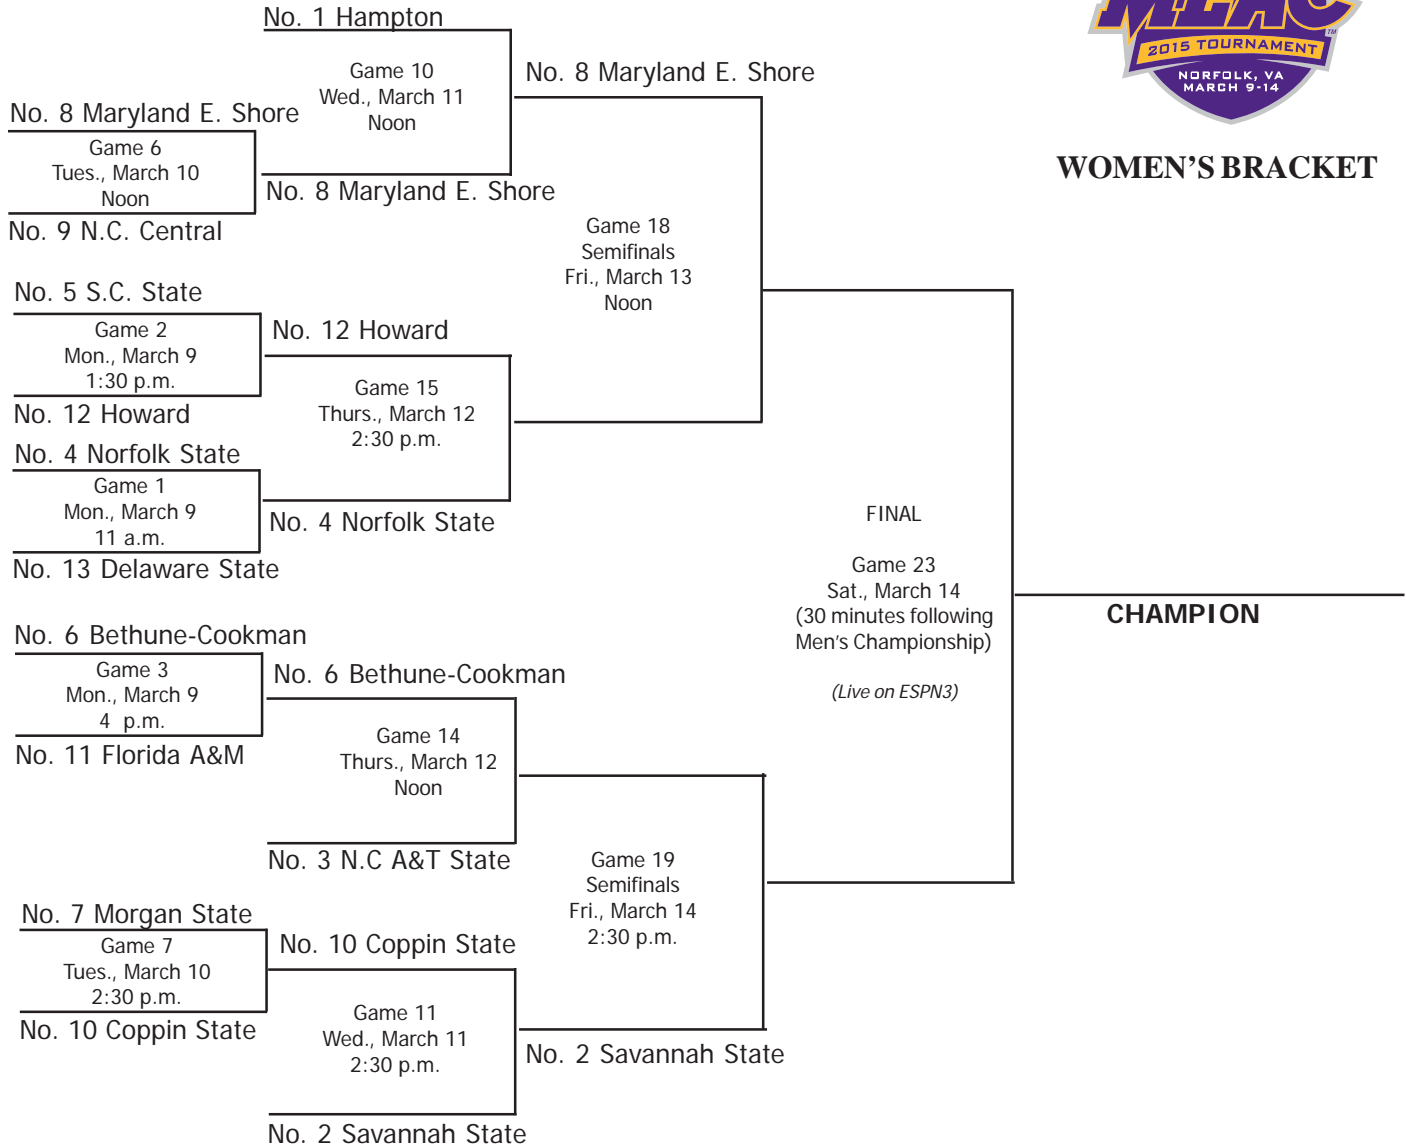 No. 1 Hampton
MEAC
TM
2015 TOURNAMENT
NORFOLK, VA
MARCH 9-14
WOMEN'S BRACKET
Game 10
Wed., March 11
Noon
No. 8 Maryland E. Shore
No. 8 Maryland E. Shore
Game 6
Tues., March 10
Noon
No. 8 Maryland E. Shore
No. 9 N.C. Central
Game 18
Semifinals
Fri., March 13
Noon
No. 5 S.C. State
Game 2
Mon., March 9
1:30 p.m.
No. 12 Howard
No. 12 Howard
Game 15
Thurs., March 12
2:30 p.m.
No. 4 Norfolk State
Game 1
Mon., March 9
11 a.m.
No. 4 Norfolk State
No. 13 Delaware State
FINAL
Game 23
Sat., March 14
(30 minutes following
Men's Championship)
(Live on ESPN3)
CHAMPION
No. 6 Bethune-Cookman
Game 3
Mon., March 9
4 p.m.
No. 6 Bethune-Cookman
No. 11 Florida A&M
Game 14
Thurs., March 12
Noon
No. 3 N.C A&T State
Game 19
Semifinals
Fri., March 14
2:30 p.m.
No. 7 Morgan State
Game 7
Tues., March 10
2:30 p.m.
No. 10 Coppin State
No. 10 Coppin State
Game 11
Wed., March 11
2:30 p.m.
No. 2 Savannah State
No. 2 Savannah State